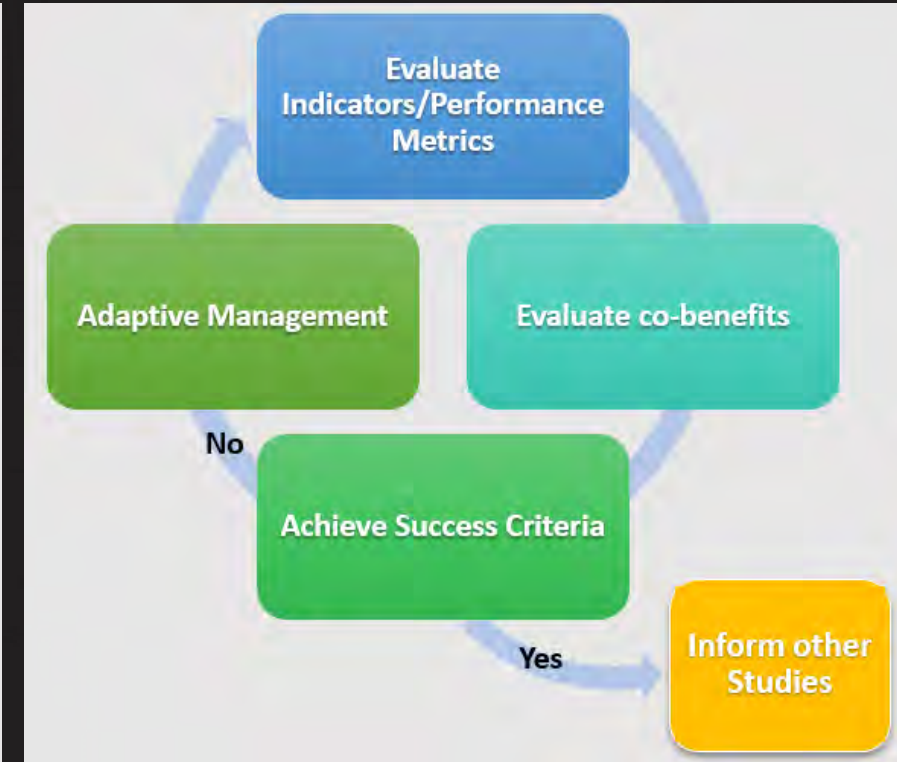 Evaluate
Indicators/Performance
Metrics
Adaptive Management
Evaluate co-benefits
No
Achieve Success Criteria
Yes
Inform other
Studies